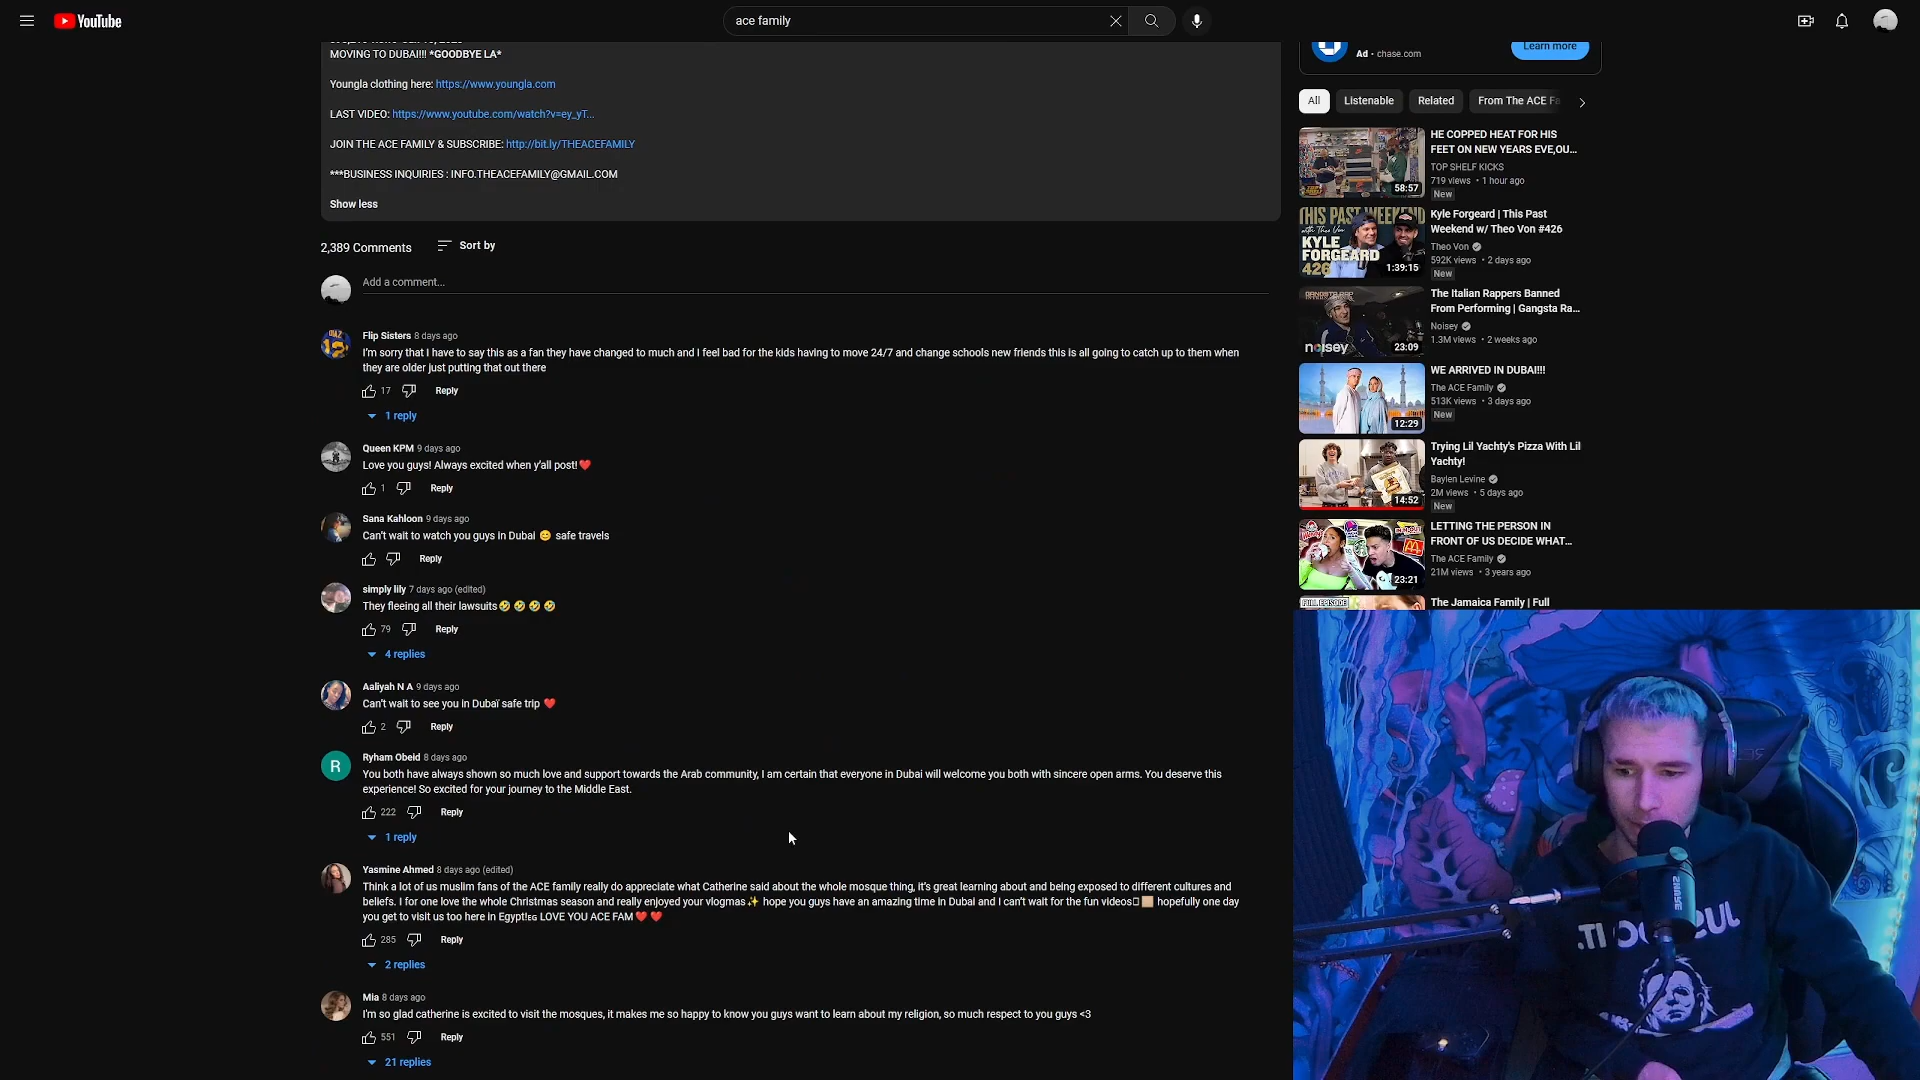 YouTube
ace family
MOVING TO DUBAI!!! *GOODBYE LA*
Youngla clothing here: https://www.youngla.com
LAST VIDEO: https://www.youtube.com/watch?v=ey_yT...
JOIN THE ACE FAMILY & SUBSCRIBE: http://bit.ly/THEACEFAMILY
***BUSINESS INQUIRIES : INFO.THEACEFAMILY@GMAIL.COM
Show less
2,389 Comments
Sort by
Add a comment...
Flip Sisters 8 days ago
I'm sorry that I have to say this as a fan they have changed to much and I feel bad for the kids having to move 24/7 and change schools new friends this is all going to catch up to them when
they are older just putting that out there
17 Reply
1 reply
Queen KPM 9 days ago
Love you guys! Always excited when y'all post!❤️
1 Reply
Sana Kahloon 9 days ago
Can't wait to watch you guys in Dubai 😊 safe travels
Reply
simply lily 7 days ago (edited)
They fleeing all their lawsuits🤣🤣🤣🤣
79 Reply
4 replies
Aaliyah N A 9 days ago
Can't wait to see you in Dubaï safe trip ❤️
2 Reply
R
Ryham Obeid 8 days ago
You both have always shown so much love and support towards the Arab community, I am certain that everyone in Dubai will welcome you both with sincere open arms. You deserve this
experience! So excited for your journey to the Middle East.
222 Reply
1 reply
Yasmine Ahmed 8 days ago (edited)
Think a lot of us muslim fans of the ACE family really do appreciate what Catherine said about the whole mosque thing, it's great learning about and being exposed to different cultures and
beliefs. I for one love the whole Christmas season and really enjoyed your vlogmas✨ hope you guys have an amazing time in Dubai and I can't wait for the fun videos hopefully one day
you get to visit us too here in Egypt!EG LOVE YOU ACE FAM❤️ ❤️
285 Reply
2 replies
Mia 8 days ago
I'm so glad catherine is excited to visit the mosques, it makes me so happy to know you guys want to learn about my religion, so much respect to you guys <3
551 Reply
21 replies
Ad • chase.com
Learn more
All
Listenable
Related
From The ACE Fa
58:57
HE COPPED HEAT FOR HIS
FEET ON NEW YEARS EVE,OU...
TOP SHELF KICKS
719 views • 1 hour ago
New
THIS PAST WEEKEND
with Theo Von
KYLE
FORGEARD
426
1:39:15
Kyle Forgeard | This Past
Weekend w/ Theo Von #426
Theo Von
592K views • 2 days ago
New
noisey
23:09
The Italian Rappers Banned
From Performing | Gangsta Ra...
Noisey
1.3M views • 2 weeks ago
12:29
WE ARRIVED IN DUBAI!!!
The ACE Family
513K views • 3 days ago
New
14:52
Trying Lil Yachty's Pizza With Lil
Yachty!
Baylen Levine
2M views • 5 days ago
New
23:21
LETTING THE PERSON IN
FRONT OF US DECIDE WHAT...
The ACE Family
21M views • 3 years ago
FULL EPISODE
The Jamaica Family | Full